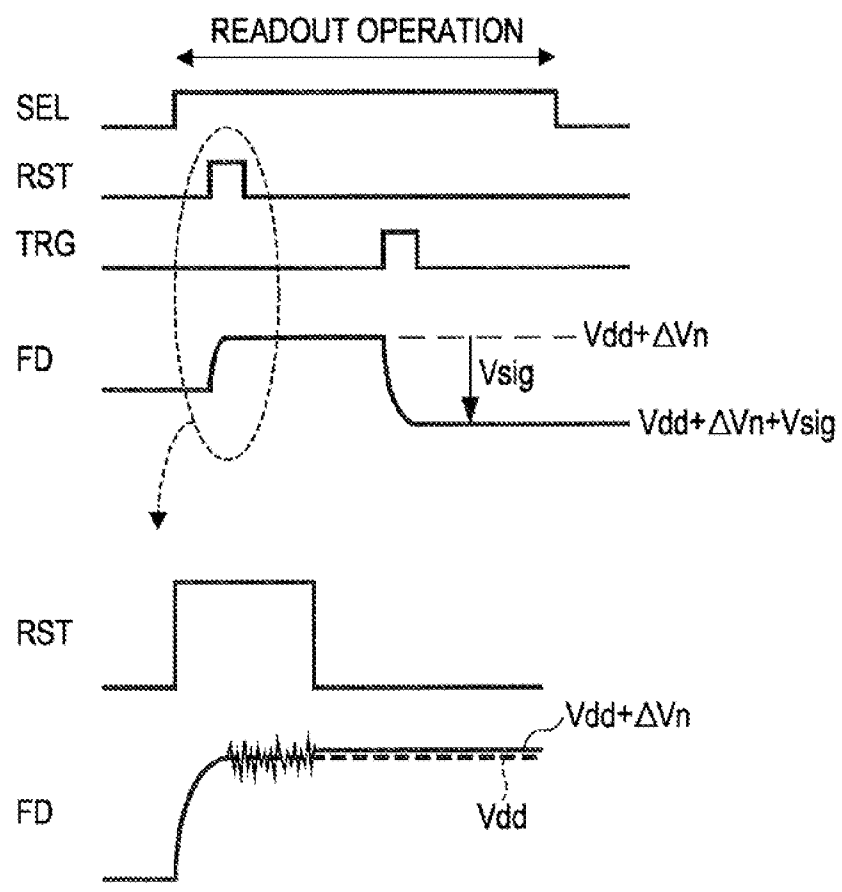 READOUT OPERATION
SEL
RST
TRG
FD
Vdd+ΔVn
Vsig
Vdd+ΔVn+Vsig
RST
Vdd+ΔVn
FD
Vdd